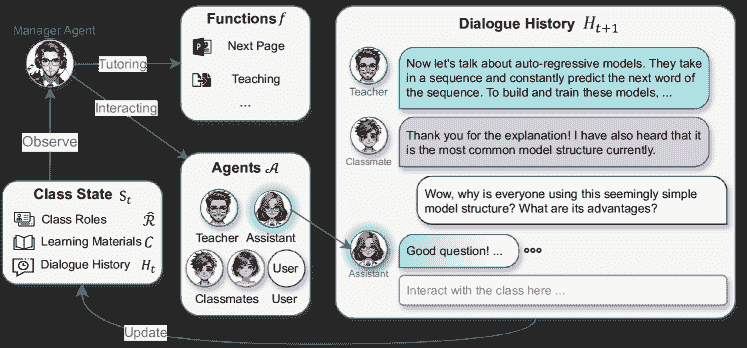 Manager Agent
Tutoring
Interacting
Observe
Functions f
Next Page
Teaching
...
Class State S_t
Class Roles R̂
Learning Materials C
Dialogue History H_t
Agents 𝒜
Teacher Assistant
User
Classmates User
Update
Dialogue History H_{t+1}
Teacher
Now let's talk about auto-regressive models. They take
in a sequence and constantly predict the next word of
the sequence. To build and train these models, ...
Classmate
Thank you for the explanation! I have also heard that it
is the most common model structure currently.
Wow, why is everyone using this seemingly simple
model structure? What are its advantages?
Assistant
Good question! ...
Interact with the class here ...